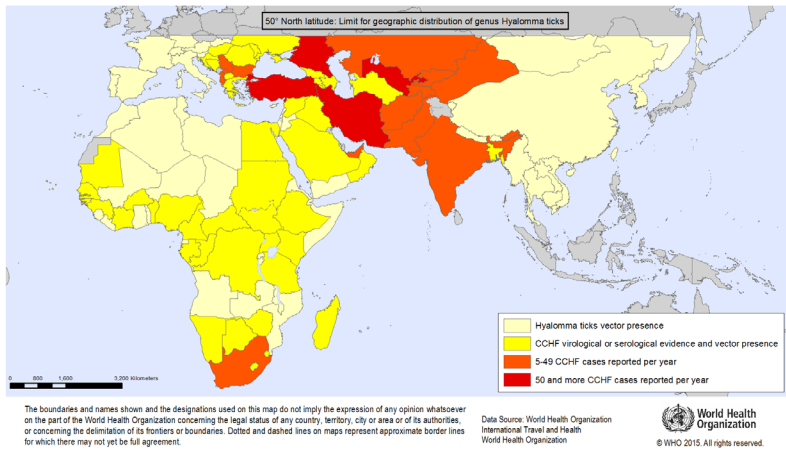 50° North latitude: Limit for geographic distribution of genus Hyalomma ticks
Hyalomma ticks vector presence
CCHF virological or serological evidence and vector presence
5-49 CCHF cases reported per year
50 and more CCHF cases reported per year
0 800 1,600 3,200 Kilometers
The boundaries and names shown and the designations used on this map do not imply the expression of any opinion whatsoever
on the part of the World Health Organization concerning the legal status of any country, territory, city or area or of its authorities,
or concerning the delimitation of its frontiers or boundaries. Dotted and dashed lines on maps represent approximate border lines
for which there may not yet be full agreement.
Data Source: World Health Organization
International Travel and Health
World Health Organization
World Health
Organization
© WHO 2015. All rights reserved.